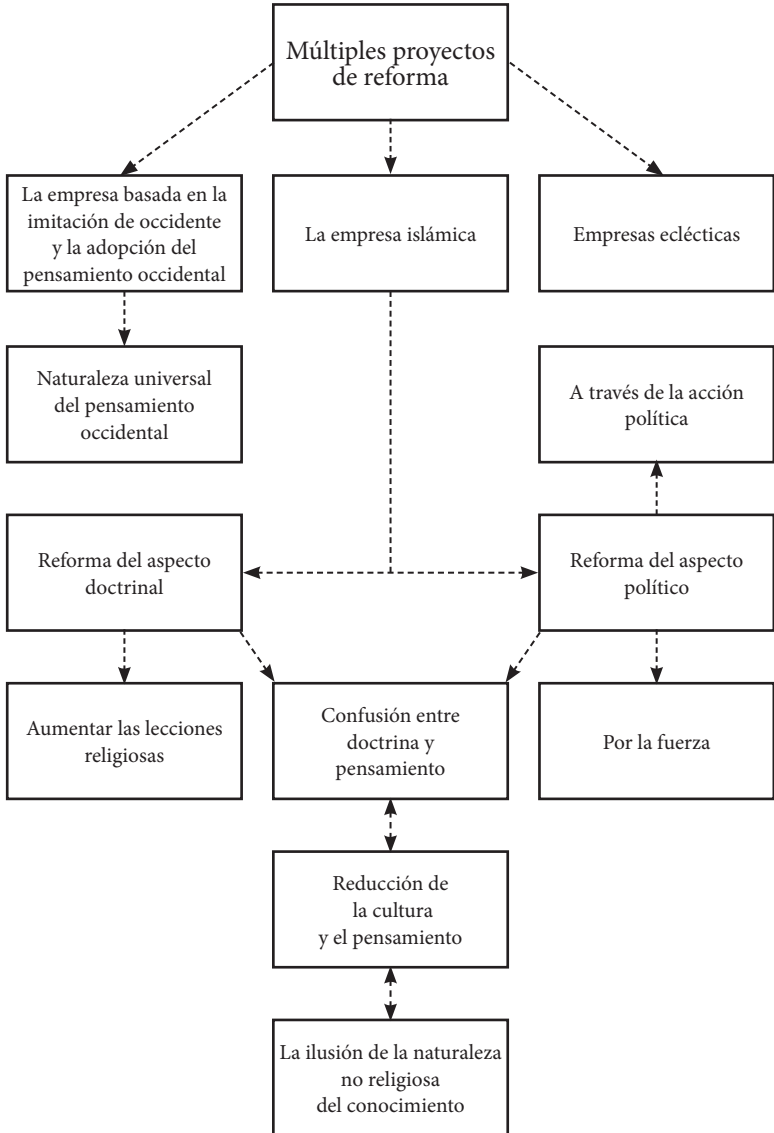 Múltiples proyectos
de reforma
La empresa basada en la
imitación de occidente
y la adopción del
pensamiento occidental
La empresa islámica
Empresas eclécticas
Naturaleza universal
del pensamiento
occidental
A través de la acción
política
Reforma del aspecto
doctrinal
Reforma del aspecto
político
Aumentar las lecciones
religiosas
Confusión entre
doctrina y
pensamiento
Por la fuerza
Reducción de
la cultura
y el pensamiento
La ilusión de la naturaleza
no religiosa
del conocimiento